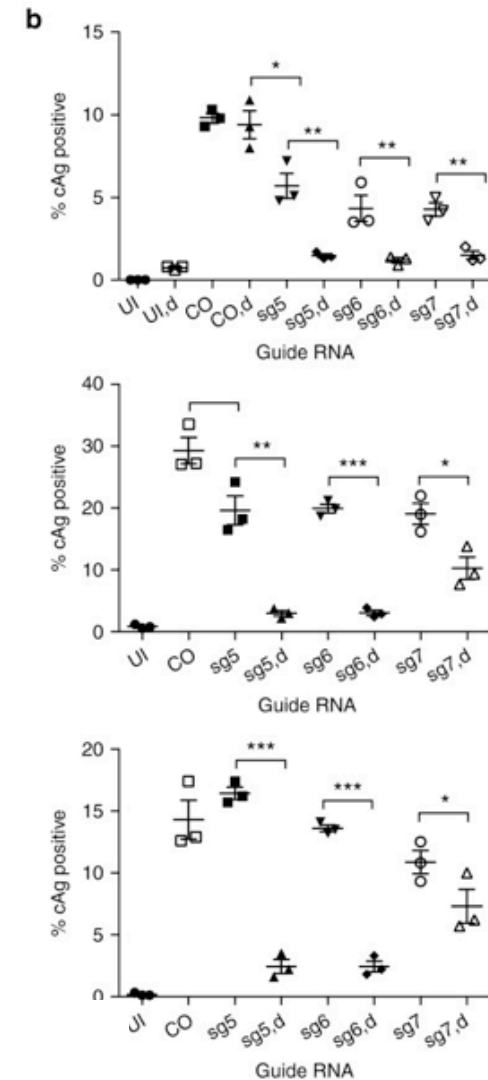 b
15
10
5
0
% cAg positive
* ** ** **
UI UI,d CO CO,d sg5 sg5,d sg6 sg6,d sg7 sg7,d
Guide RNA
40
30
20
10
0
% cAg positive
** *** *
UI CO sg5 sg5,d sg6 sg6,d sg7 sg7,d
Guide RNA
20
15
10
5
0
% cAg positive
*** *** *
UI CO sg5 sg5,d sg6 sg6,d sg7 sg7,d
Guide RNA